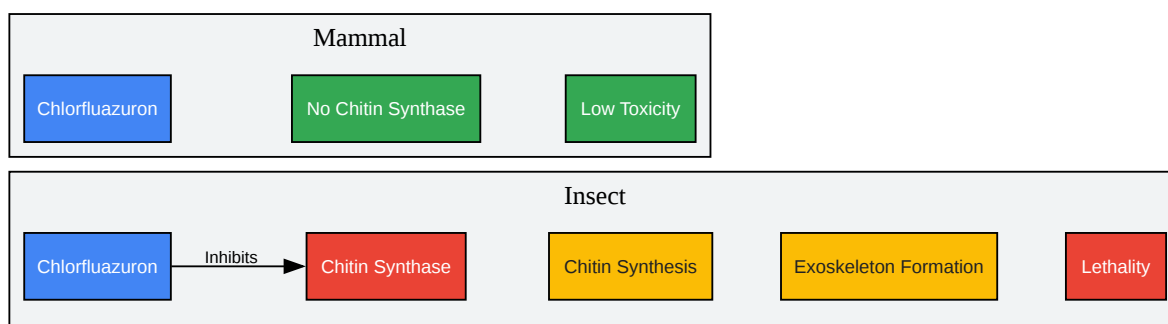 Mammal
Chlorfluazuron
No Chitin Synthase
Low Toxicity
Insect
Chlorfluazuron
Inhibits
Chitin Synthase
Chitin Synthesis
Exoskeleton Formation
Lethality